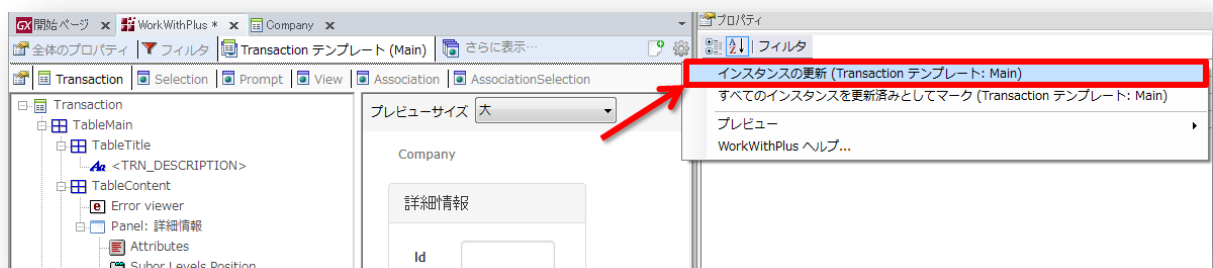 GX開始ページ x WorkWithPlus * x Company x
プロパティ
全体のプロパティ フィルタ Transaction テンプレート (Main) さらに表示…
フィルタ
インスタンスの更新 (Transaction テンプレート: Main)
すべてのインスタンスを更新済みとしてマーク (Transaction テンプレート: Main)
プレビュー
WorkWithPlus ヘルプ...
Transaction Selection Prompt View Association AssociationSelection
Transaction
TableMain
TableTitle
Aa <TRN_DESCRIPTION>
TableContent
Error viewer
Panel: 詳細情報
Attributes
Subor Levels Position
プレビューサイズ 大
Company
詳細情報
Id